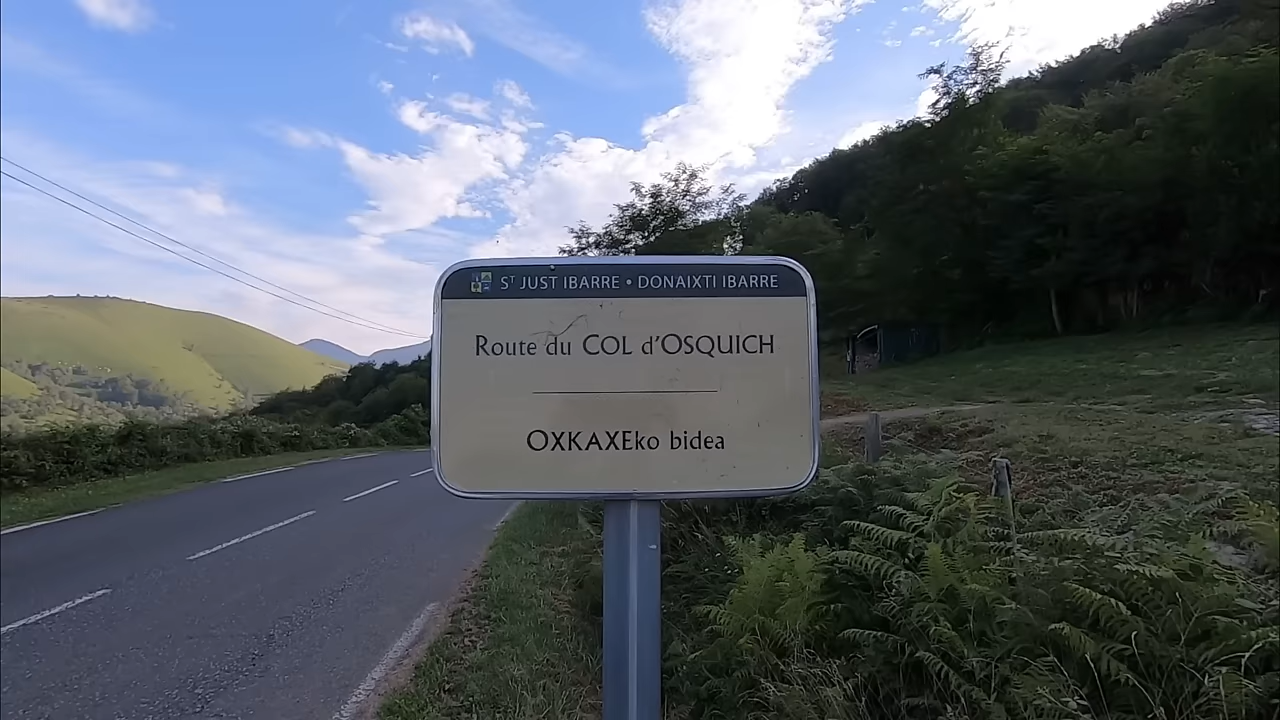 Sᵀ JUST IBARRE • DONAIXTI IBARRE
Route du COL d'OSQUICH
OXKAXEko bidea